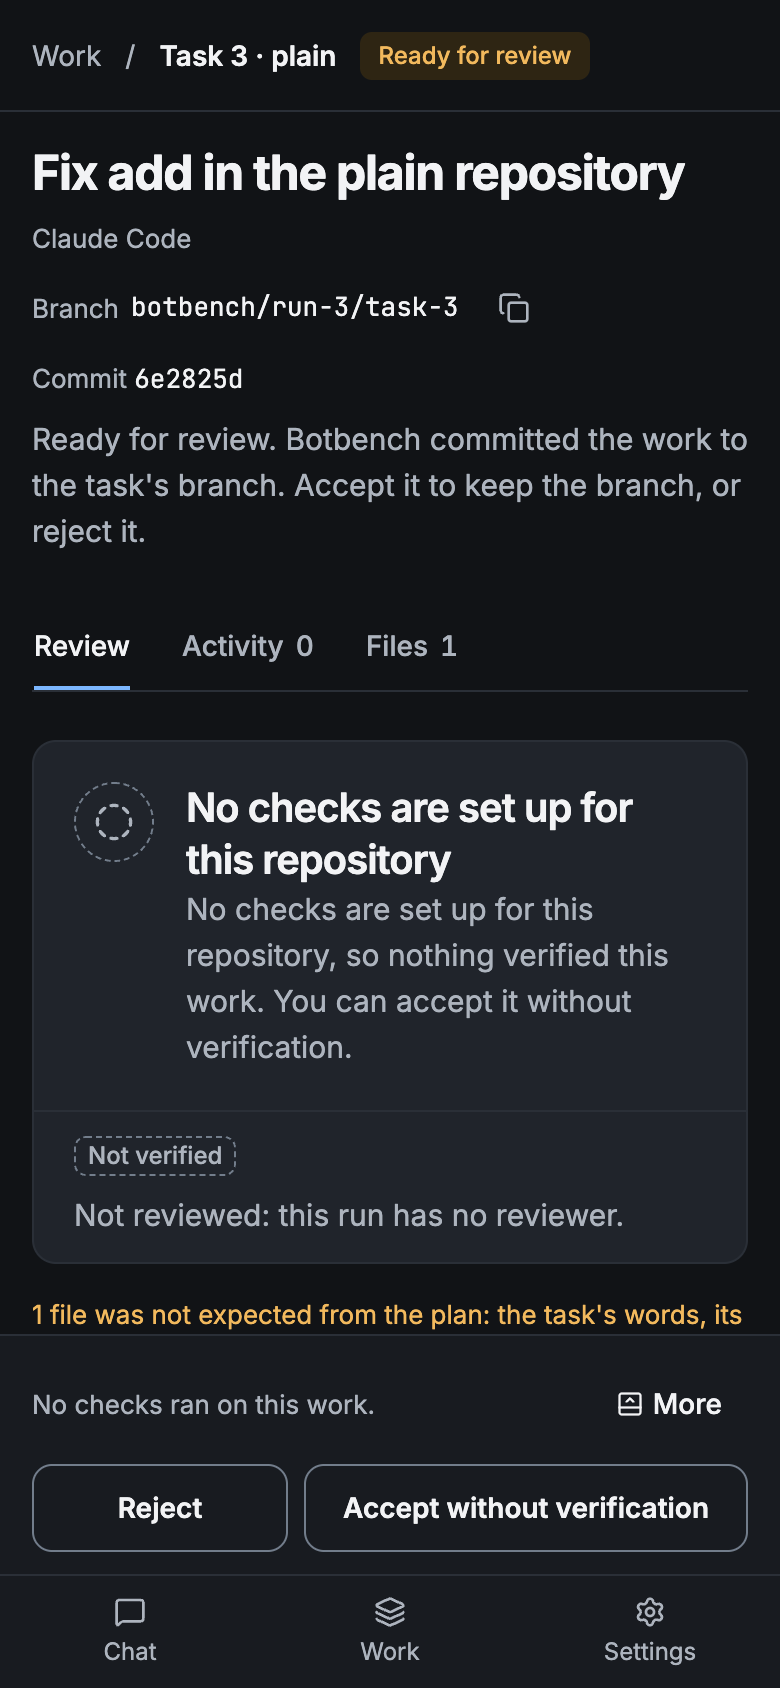 Work / Task 3 · plain Ready for review
Fix add in the plain repository
Claude Code
Branch botbench/run-3/task-3
Commit 6e2825d
Ready for review. Botbench committed the work to
the task's branch. Accept it to keep the branch, or
reject it.
Review Activity 0 Files 1
No checks are set up for
this repository
No checks are set up for this
repository, so nothing verified this
work. You can accept it without
verification.
Not verified
Not reviewed: this run has no reviewer.
1 file was not expected from the plan: the task's words, its
No checks ran on this work. More
Reject Accept without verification
Chat Work Settings